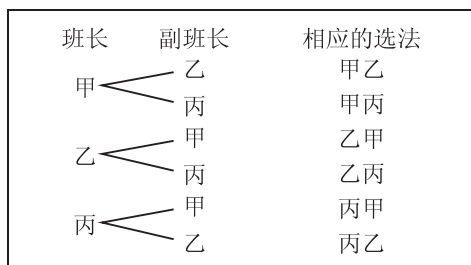 班长 副班长 相应的选法
甲 乙 甲乙
丙 甲丙
乙 甲 乙甲
丙 乙丙
丙 甲 丙甲
乙 丙乙